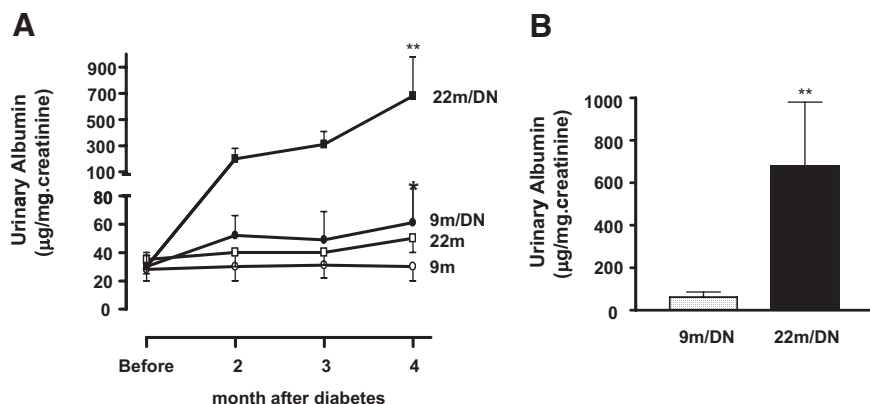 A
Urinary Albumin
(µg/mg.creatinine)
900
700
500
300
100
80
60
40
20
0
**
22m/DN
*
9m/DN
22m
9m
Before 2 3 4
month after diabetes
B
Urinary Albumin
(µg/mg.creatinine)
1000
800
600
400
200
0
**
9m/DN 22m/DN